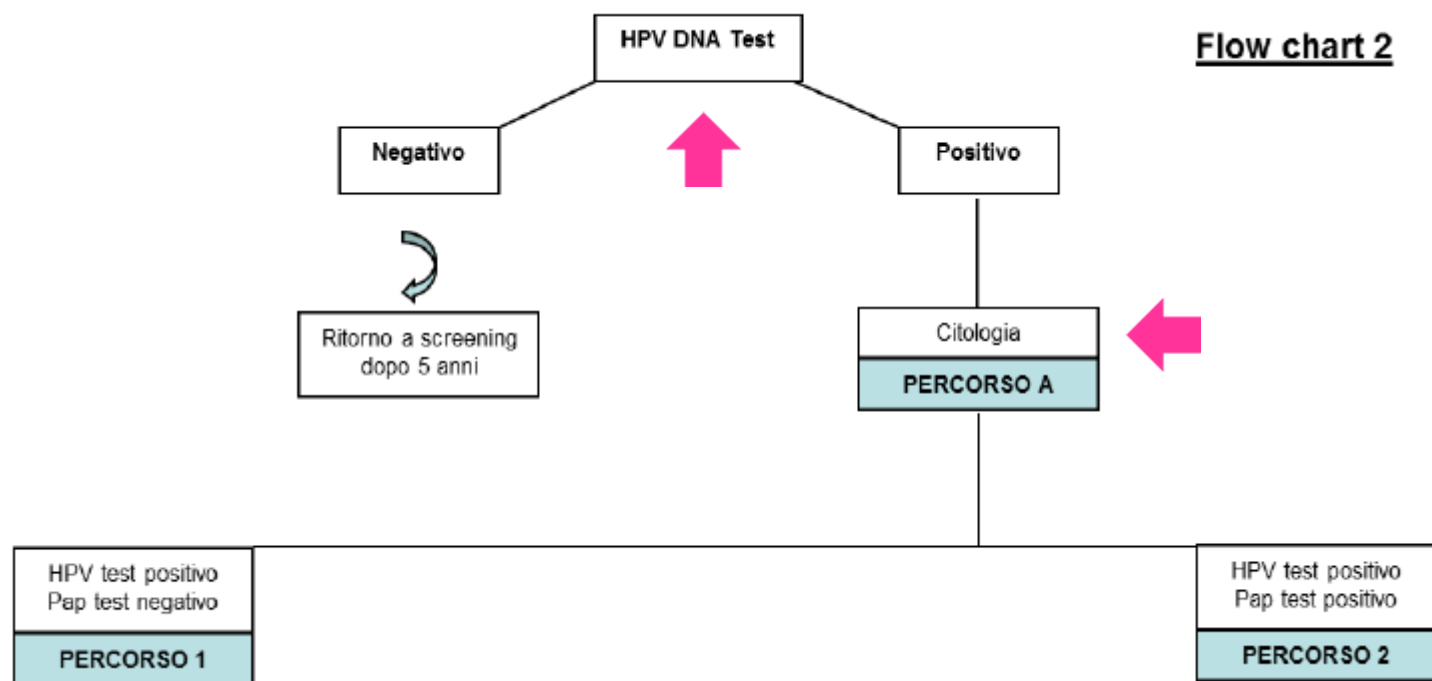 HPV DNA Test
Flow chart 2
Negativo
Positivo
Ritorno a screening
dopo 5 anni
Citologia
PERCORSO A
HPV test positivo
Pap test negativo
PERCORSO 1
HPV test positivo
Pap test positivo
PERCORSO 2